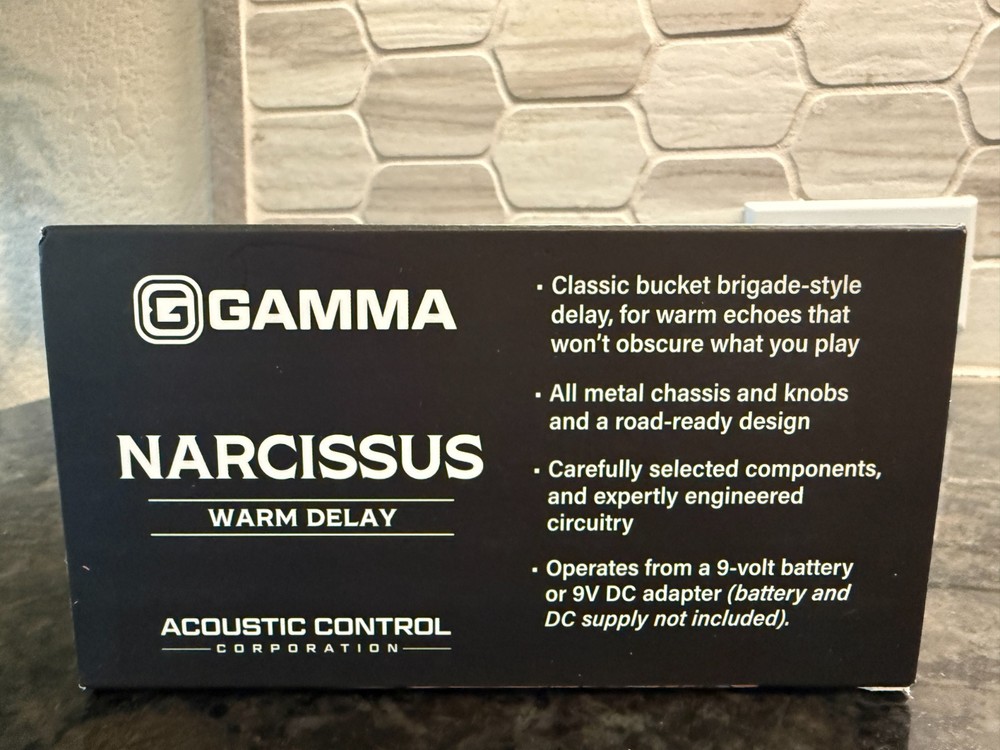 GAMMA
NARCISSUS
WARM DELAY
ACOUSTIC CONTROL
CORPORATION
· Classic bucket brigade-style
delay, for warm echoes that
won't obscure what you play
· All metal chassis and knobs
and a road-ready design
· Carefully selected components,
and expertly engineered
circuitry
· Operates from a 9-volt battery
or 9V DC adapter (battery and
DC supply not included).